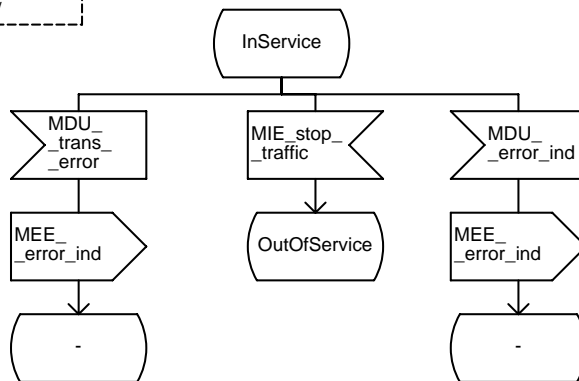 InService
MDU_
_trans_
_error
MIE_stop_
_traffic
MDU_
_error_ind
MEE_
_error_ind
OutOfService
MEE_
_error_ind
-
-